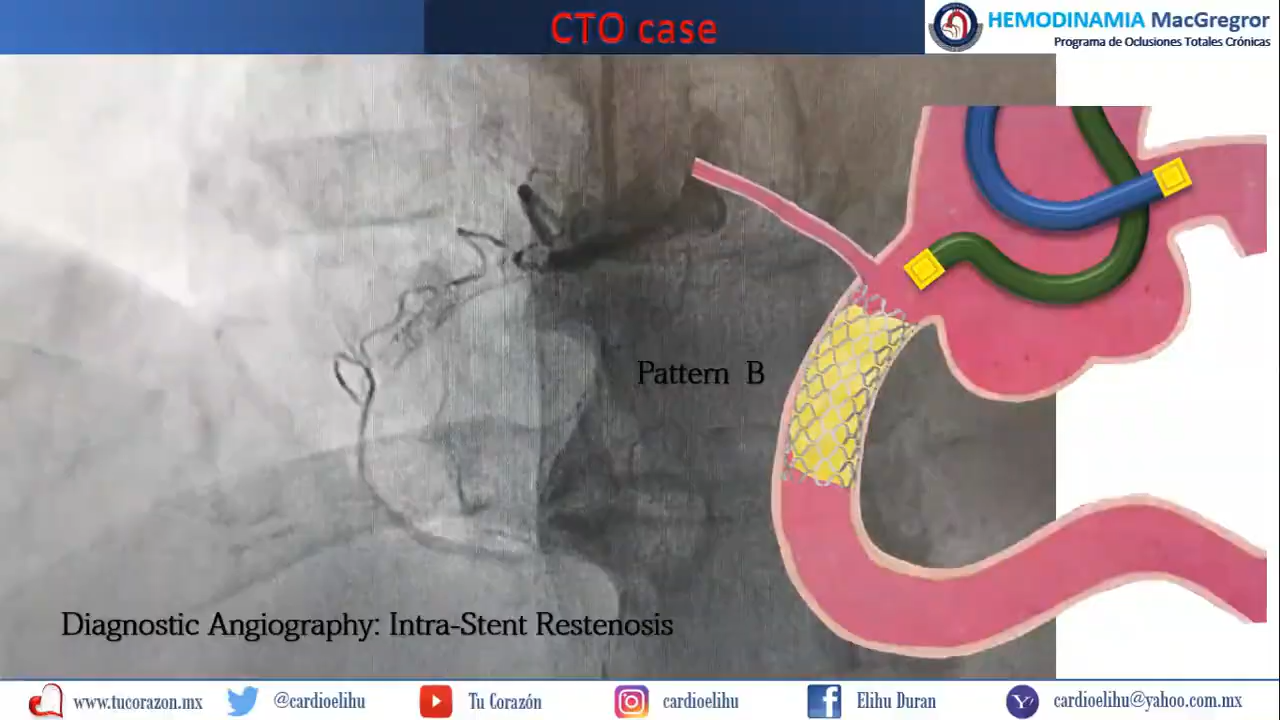 CTO case
HEMODINAMIA MacGregror
Programa de Oclusiones Totales Crónicas
Pattern B
Diagnostic Angiography: Intra-Stent Restenosis
www.tucorazon.mx
@cardioelihu
Tu Corazón
cardioelihu
Elihu Duran
cardioelihu@yahoo.com.mx